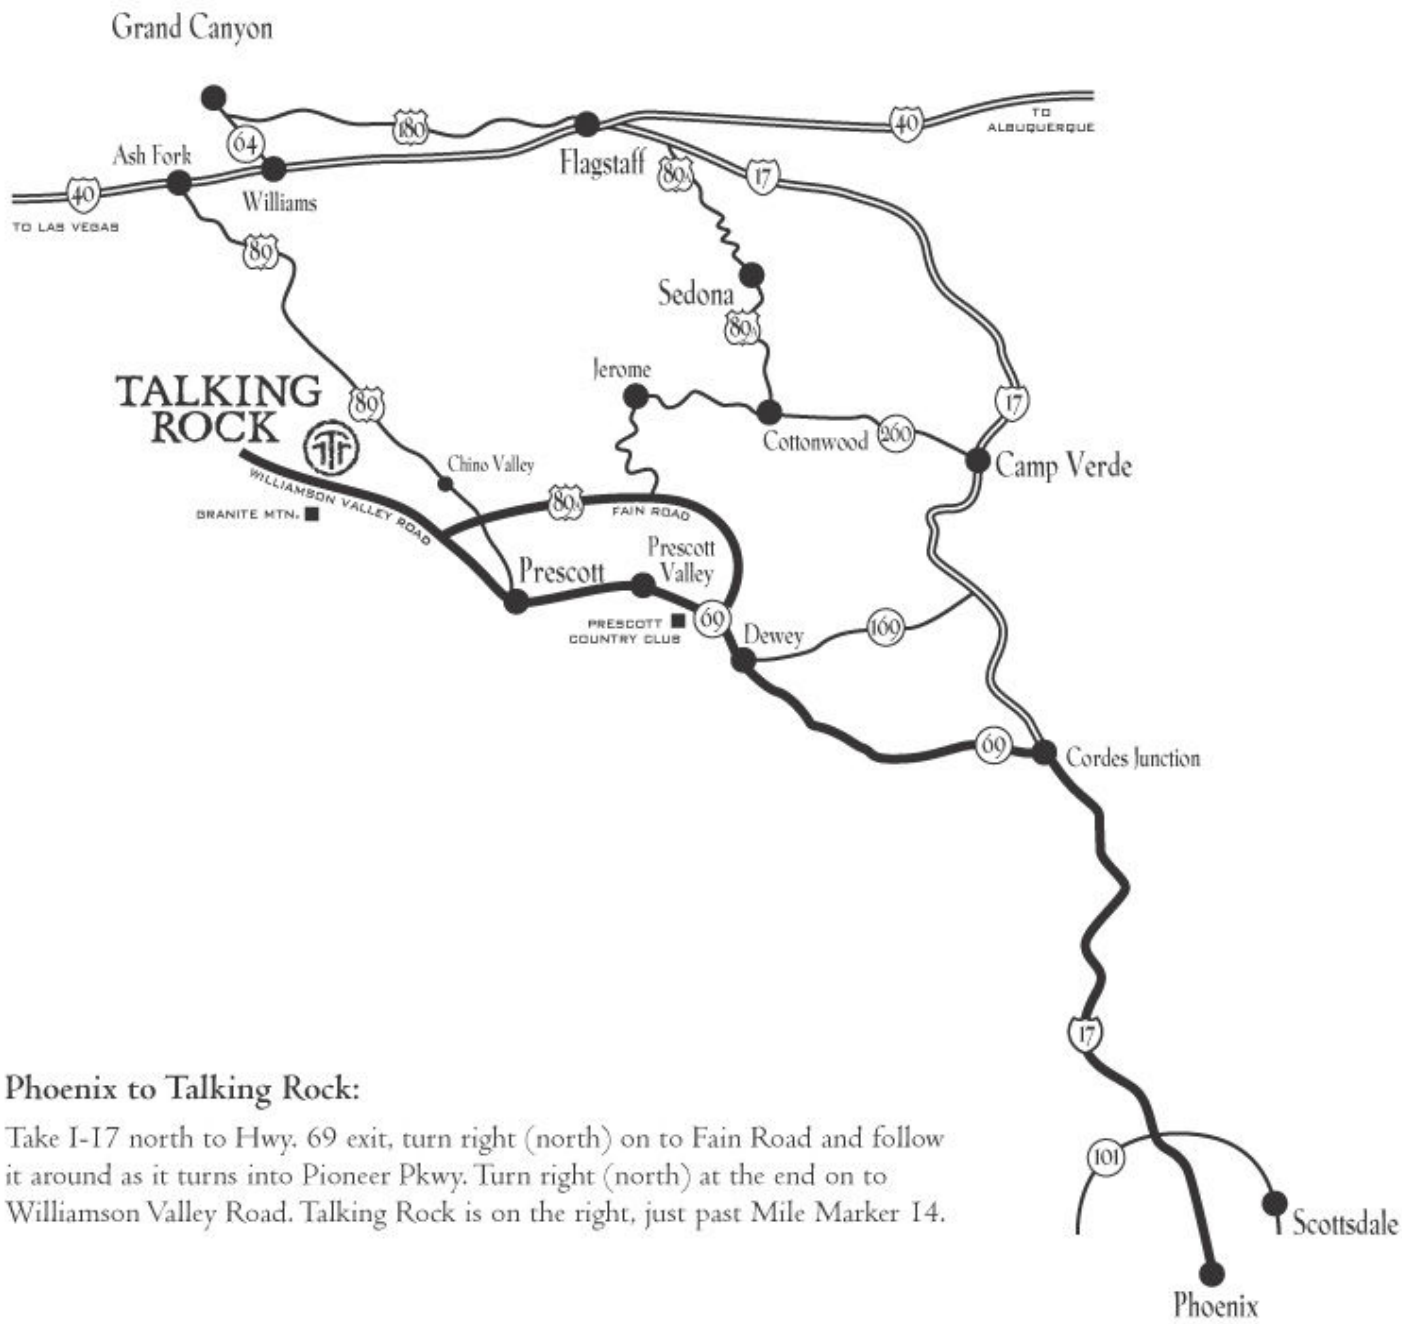 Grand Canyon
180
40
TO
ALBUQUERQUE
64
Ash Fork
Flagstaff
89A
17
40
Williams
TO LAS VEGAS
89
Sedona
89A
Jerome
TALKING
ROCK
89
17
Cottonwood
260
Camp Verde
Chino Valley
WILLIAMSON VALLEY ROAD
GRANITE MTN.
89A
FAIN ROAD
Prescott
Valley
Prescott
PRESCOTT
COUNTRY CLUB
69
Dewey
169
69
Cordes Junction
17
Phoenix to Talking Rock:
Take I-17 north to Hwy. 69 exit, turn right (north) on to Fain Road and follow
it around as it turns into Pioneer Pkwy. Turn right (north) at the end on to
Williamson Valley Road. Talking Rock is on the right, just past Mile Marker 14.
101
Scottsdale
Phoenix